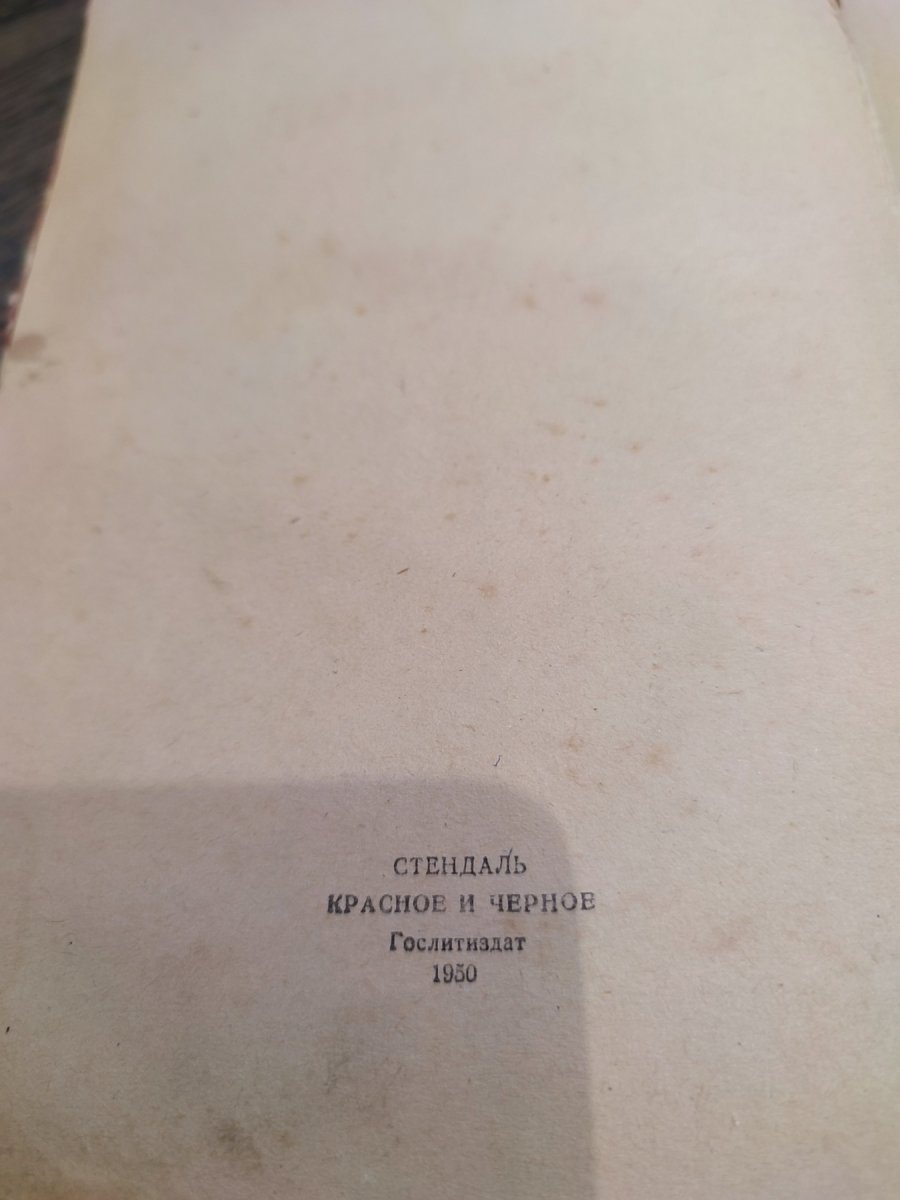 СТЕНДАЛЬ
КРАСНОЕ И ЧЕРНОЕ
Гослитиздат
1950